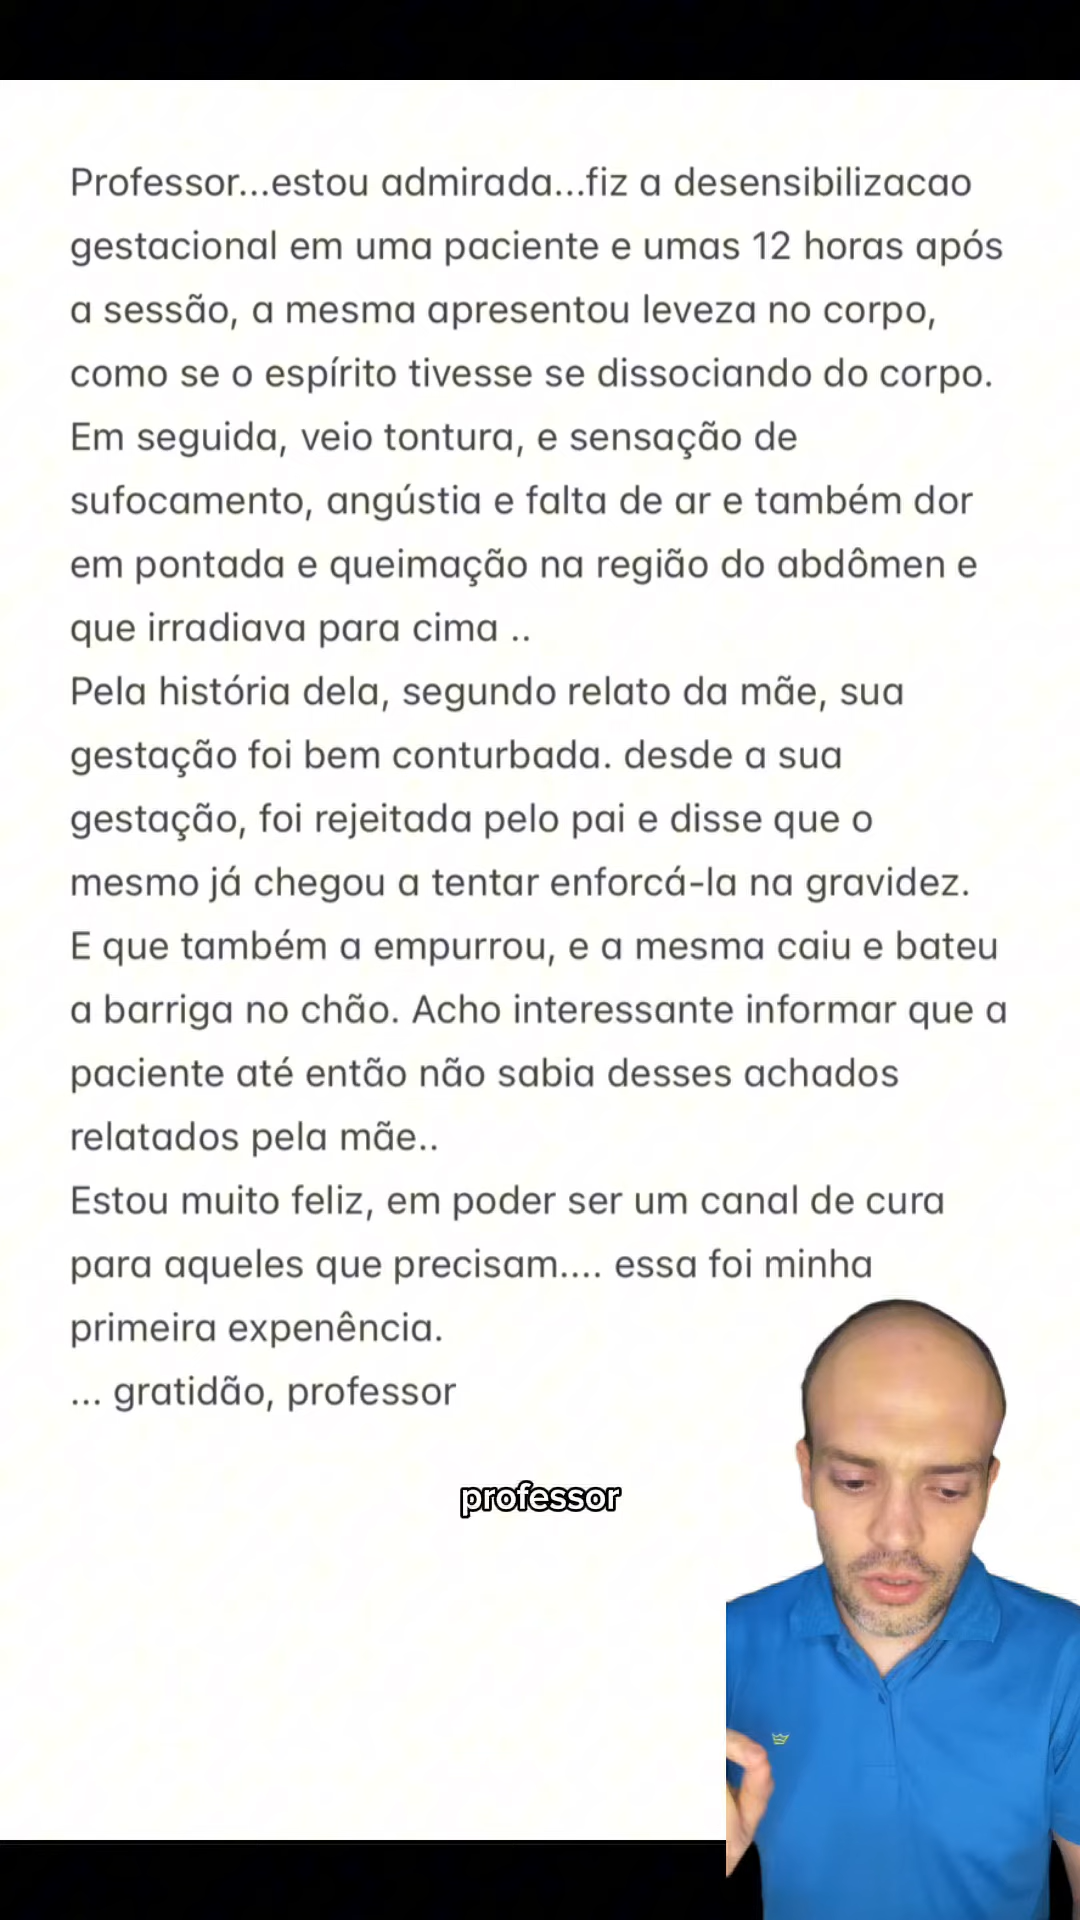 Professor...estou admirada...fiz a desensibilizacao
gestacional em uma paciente e umas 12 horas após
a sessão, a mesma apresentou leveza no corpo,
como se o espírito tivesse se dissociando do corpo.
Em seguida, veio tontura, e sensação de
sufocamento, angústia e falta de ar e também dor
em pontada e queimação na região do abdômen e
que irradiava para cima ..
Pela história dela, segundo relato da mãe, sua
gestação foi bem conturbada. desde a sua
gestação, foi rejeitada pelo pai e disse que o
mesmo já chegou a tentar enforcá-la na gravidez.
E que também a empurrou, e a mesma caiu e bateu
a barriga no chão. Acho interessante informar que a
paciente até então não sabia desses achados
relatados pela mãe..
Estou muito feliz, em poder ser um canal de cura
para aqueles que precisam.... essa foi minha
primeira expenência.
... gratidão, professor
professor